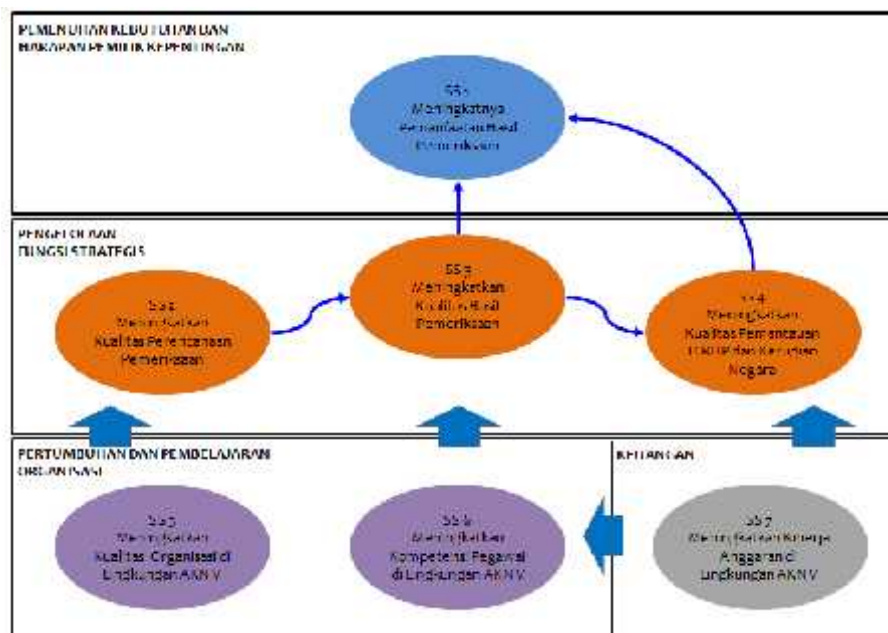 PEMENUHAN KEBUTUHAN DAN
HARAPAN PEMILIK KEPENTINGAN
SS 1
Meningkatnya
Pemanfaatan Hasil
Pemeriksaan
PENGELOLAAN
FUNGSI STRATEGIS
SS 2
Meningkatkan
Kualitas Perencanaan
Pemeriksaan
SS 3
Meningkatkan
Kualitas Hasil
Pemeriksaan
SS 4
Meningkatkan
Kualitas Pemantauan
TLRHP dan Kerugian
Negara
PERTUMBUHAN DAN PEMBELAJARAN
ORGANISASI
SS 5
Meningkatkan
Kualitas Organisasi di
Lingkungan AKN V
SS 6
Meningkatkan
Kompetensi Pegawai
di Lingkungan AKN V
KEUANGAN
SS 7
Meningkatkan Kinerja
Anggaran di
Lingkungan AKN V